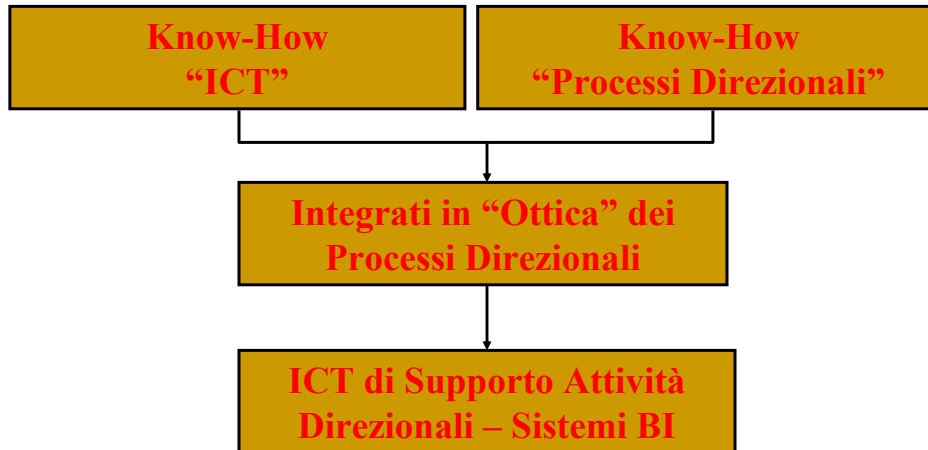 Know-How
“ICT”
Know-How
“Processi Direzionali”
Integrati in “Ottica” dei
Processi Direzionali
ICT di Supporto Attività
Direzionali – Sistemi BI